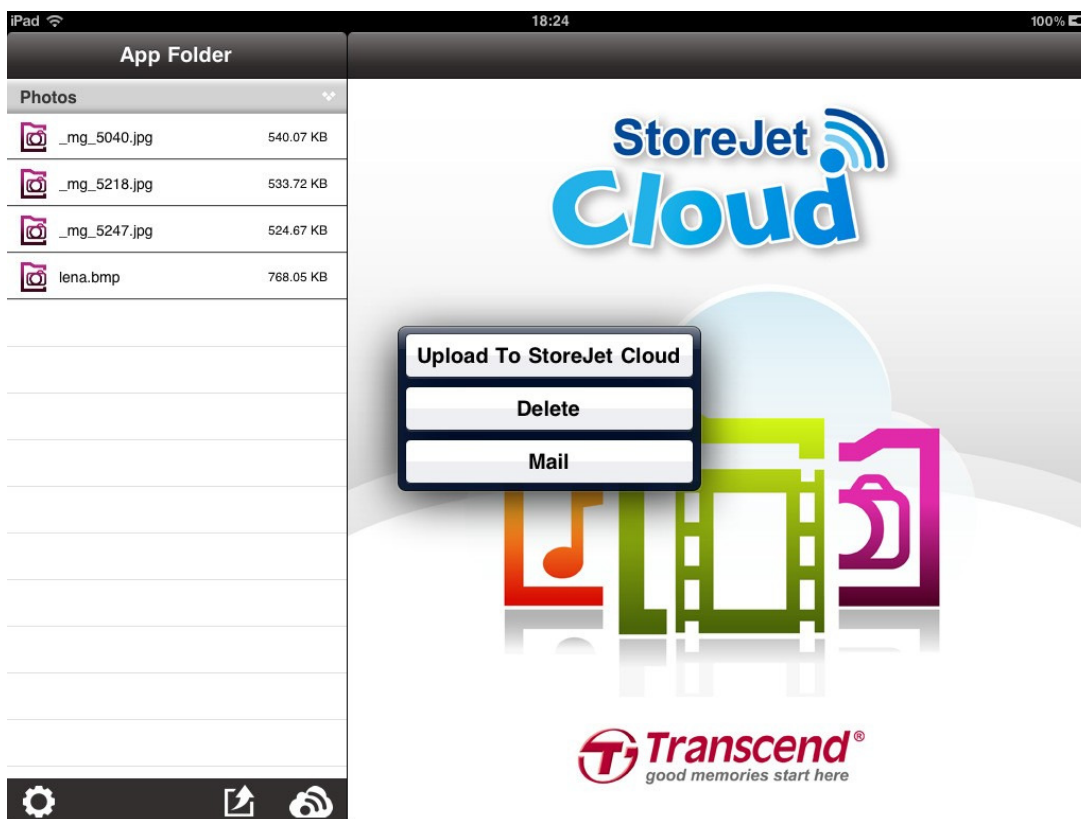 iPad 18:24 100%
App Folder
Photos
_mg_5040.jpg 540.07 KB
_mg_5218.jpg 533.72 KB
_mg_5247.jpg 524.67 KB
lena.bmp 768.05 KB
StoreJet
Cloud
Upload To StoreJet Cloud
Delete
Mail
Transcend®
good memories start here